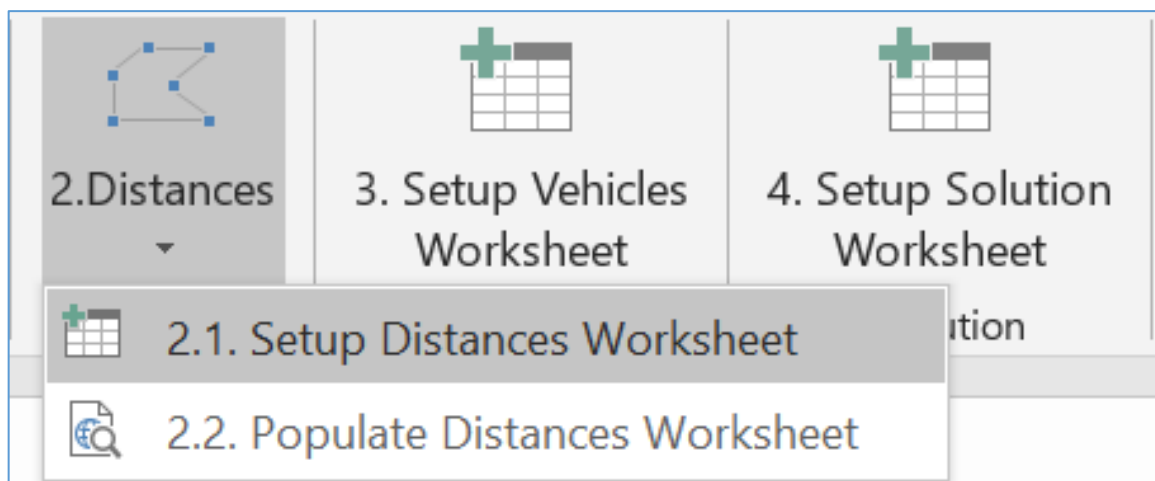 2.Distances
3. Setup Vehicles
Worksheet
4. Setup Solution
Worksheet
ution
2.1. Setup Distances Worksheet
2.2. Populate Distances Worksheet